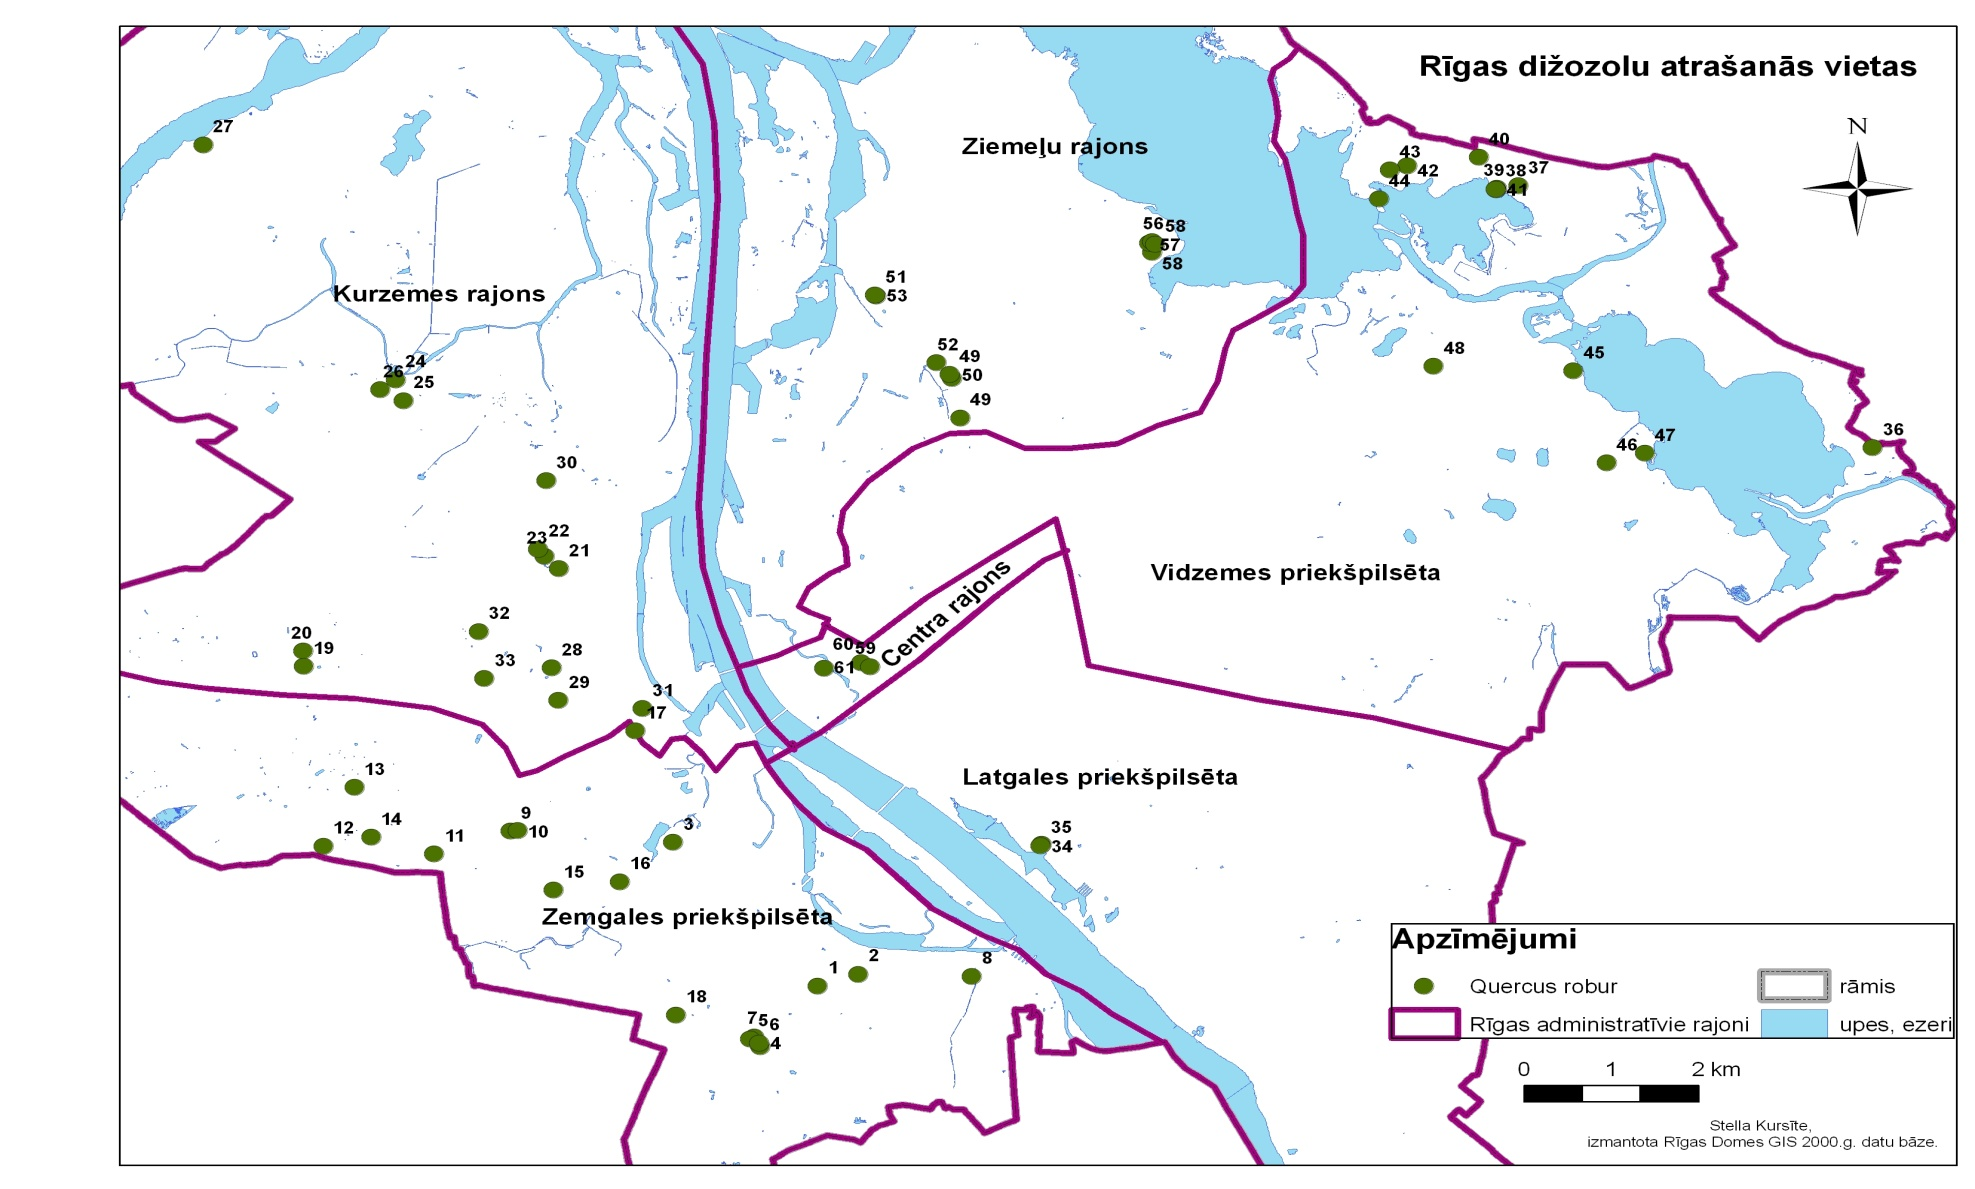 Rīgas dižozolu atrašanās vietas
N
27
Ziemeļu rajons
43
42
44
40
39 38 37
41
56 58
57
58
51
53
Kurzemes rajons
52
49
50
49
48
45
24
26
25
36
46 47
30
22
23
21
Vidzemes priekšpilsēta
Centra rajons
32
20
19
33
28
29
60 59
61
31
17
Latgales priekšpilsēta
13
12
14
11
9
10
3
35
34
15
16
Zemgales priekšpilsēta
1
2
8
18
7 5 6
4
Apzīmējumi
Quercus robur
rāmis
Rīgas administratīvie rajoni
upes, ezeri
0 1 2 km
Stella Kursīte,
izmantota Rīgas Domes GIS 2000.g. datu bāze.